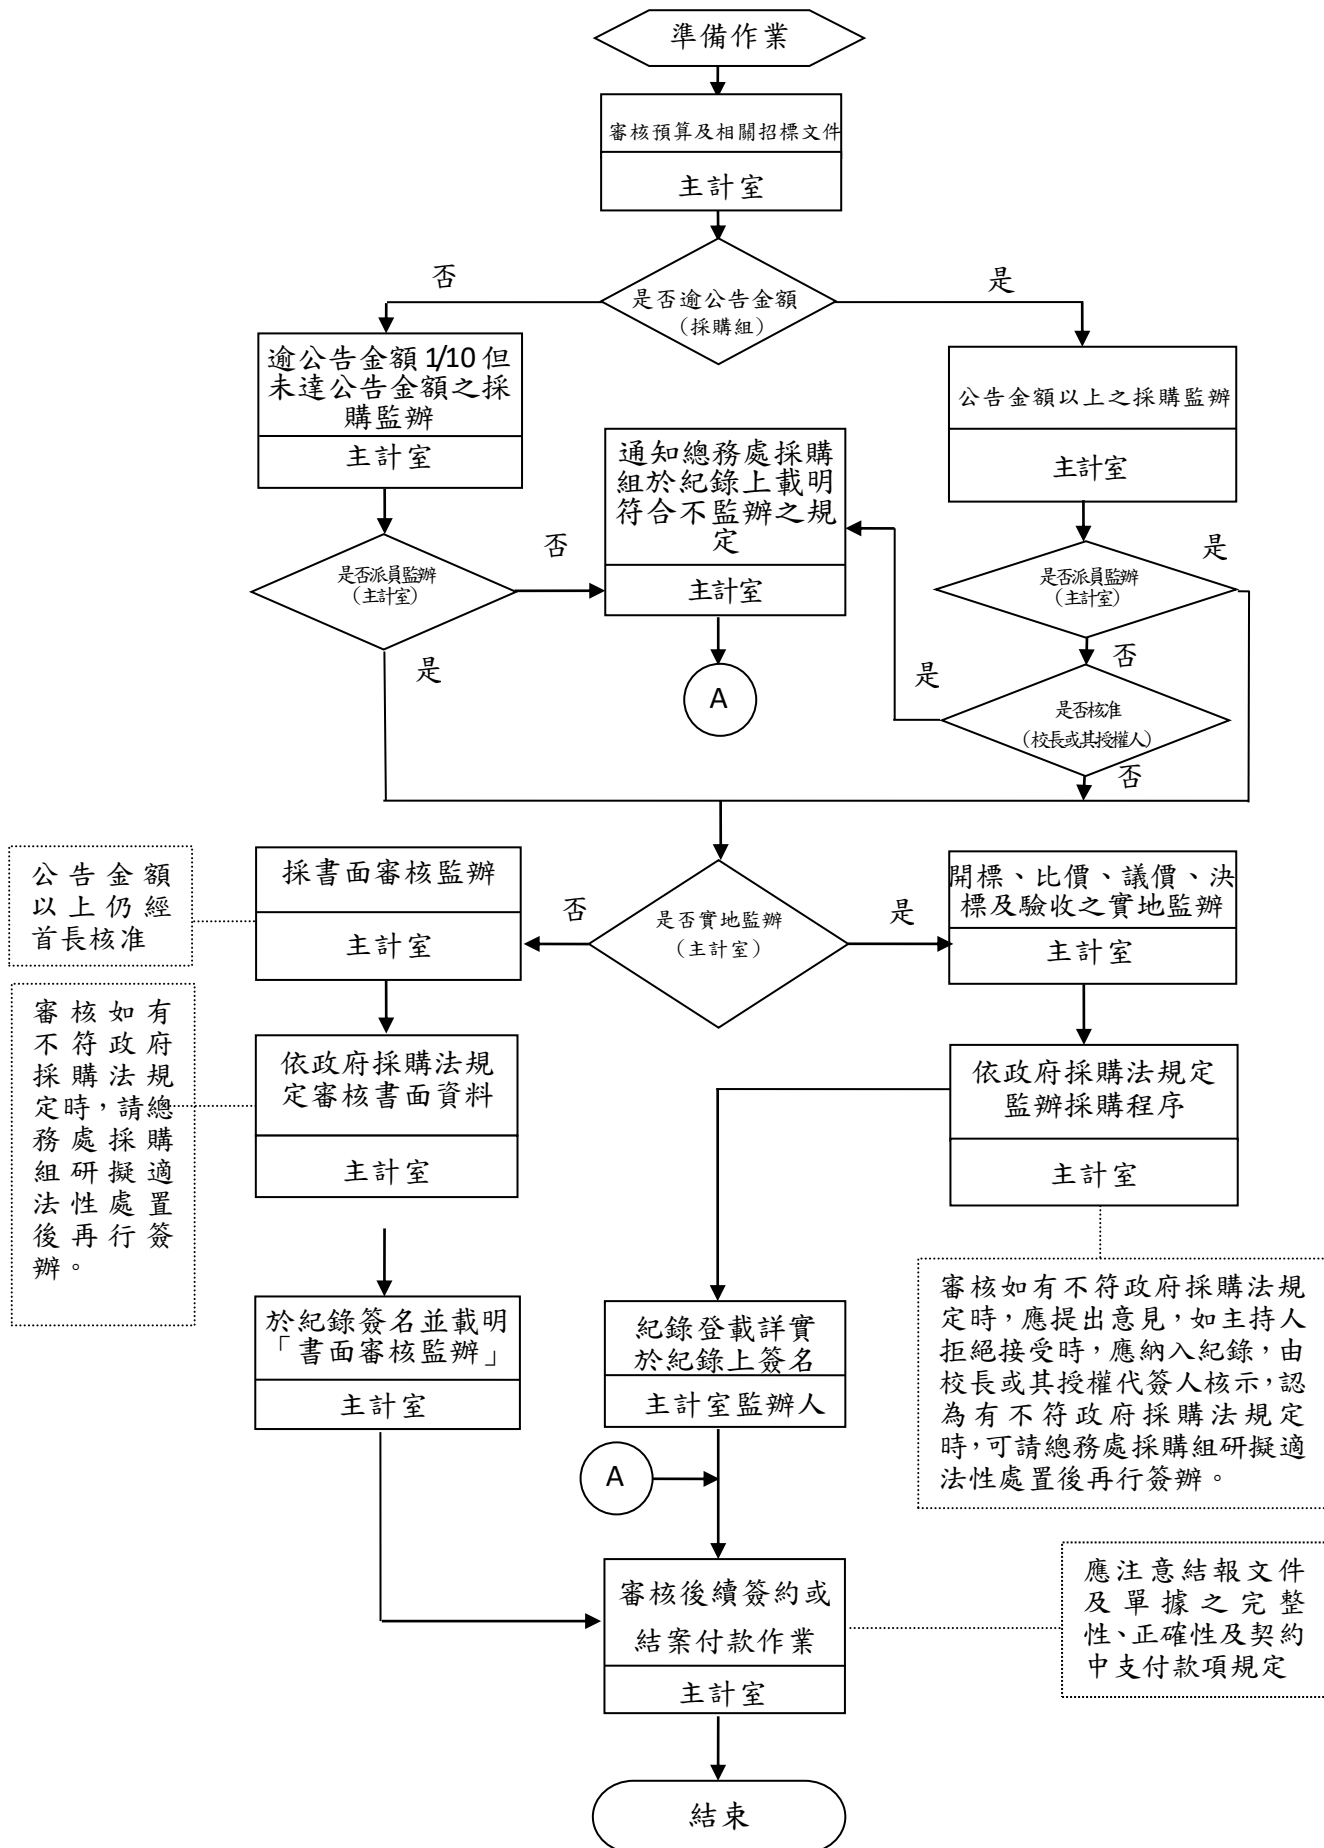 準備作業
審核預算及相關招標文件
主計室
否
是
是否逾公告金額
（採購組）
逾公告金額 1/10 但
未達公告金額之採
購監辦
主計室
公告金額以上之採購監辦
主計室
通知總務處採購
組於紀錄上載明
符合不監辦之規
定
主計室
否
是否派員監辦
（主計室）
是
是
是否派員監辦
（主計室）
否
是
是否核准
（校長或其授權人）
否
A
公告金額
以上仍經
首長核准
採書面審核監辦
主計室
否
是否實地監辦
（主計室）
是
開標、比價、議價、決
標及驗收之實地監辦
主計室
審核如有
不符政府
採購法規
定時，請總
務處採購
組研擬適
法性處置
後再行簽
辦。
依政府採購法規
定審核書面資料
主計室
依政府採購法規定
監辦採購程序
主計室
於紀錄簽名並載明
「書面審核監辦」
主計室
紀錄登載詳實
於紀錄上簽名
主計室監辦人
審核如有不符政府採購法規
定時，應提出意見，如主持人
拒絕接受時，應納入紀錄，由
校長或其授權代簽人核示，認
為有不符政府採購法規定
時，可請總務處採購組研擬適
法性處置後再行簽辦。
A
審核後續簽約或
結案付款作業
主計室
應注意結報文件
及單據之完整
性、正確性及契約
中支付款項規定
結束